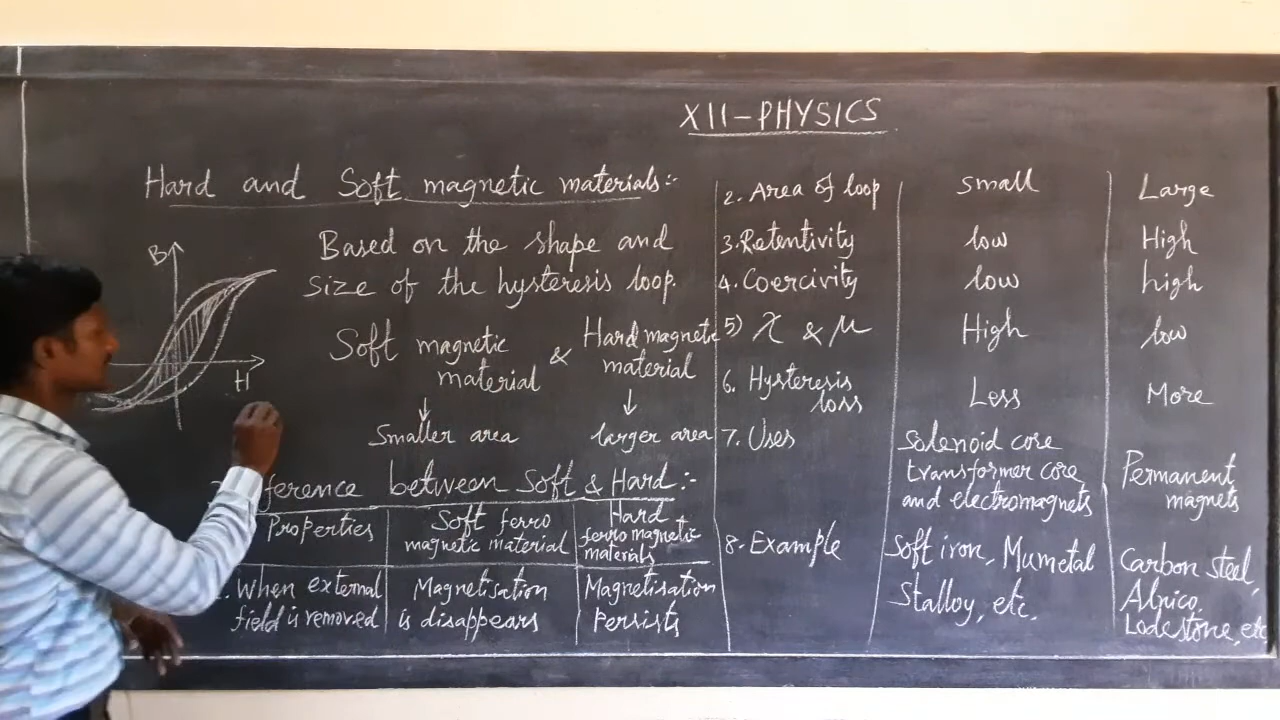 XII-PHYSICS
Hard and Soft magnetic materials:-
B
H
Based on the shape and
size of the hysteresis loop.
Soft magnetic
material
&
Hard magnetic
material
↓
↓
Smaller area
larger area
ference between Soft & Hard:-
Properties
Soft ferro
magnetic material
Hard
ferro magnetic
materials
When external
field is removed
Magnetisation
is disappears
Magnetisation
Persists
2. Area of loop
Small
Large
3. Retentivity
low
High
4. Coercivity
low
high
5) χ & μ
High
low
6. Hysteresis
loss
Less
More
7. Uses
Solenoid core
transformer core
and electromagnets
Permanent
magnets
8. Example
Soft iron, Mumetal
Stalloy, etc.
Carbon steel,
Alnico,
Lodestone, etc